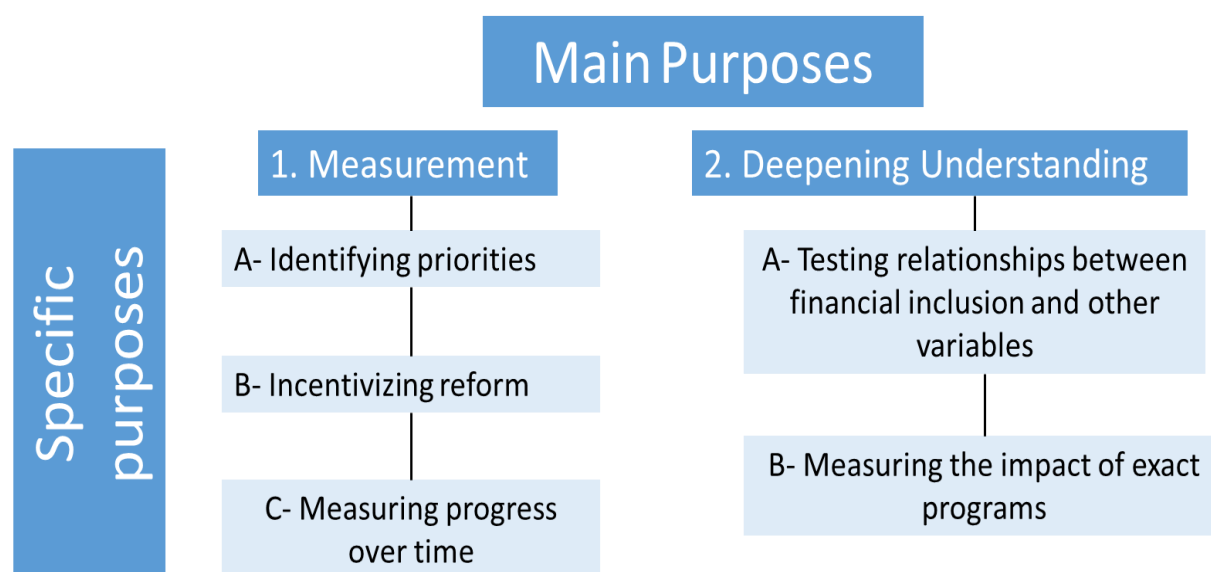 Main Purposes
1. Measurement
2. Deepening Understanding
Specific
purposes
A- Identifying priorities
B- Incentivizing reform
C- Measuring progress
over time
A- Testing relationships between
financial inclusion and other
variables
B- Measuring the impact of exact
programs